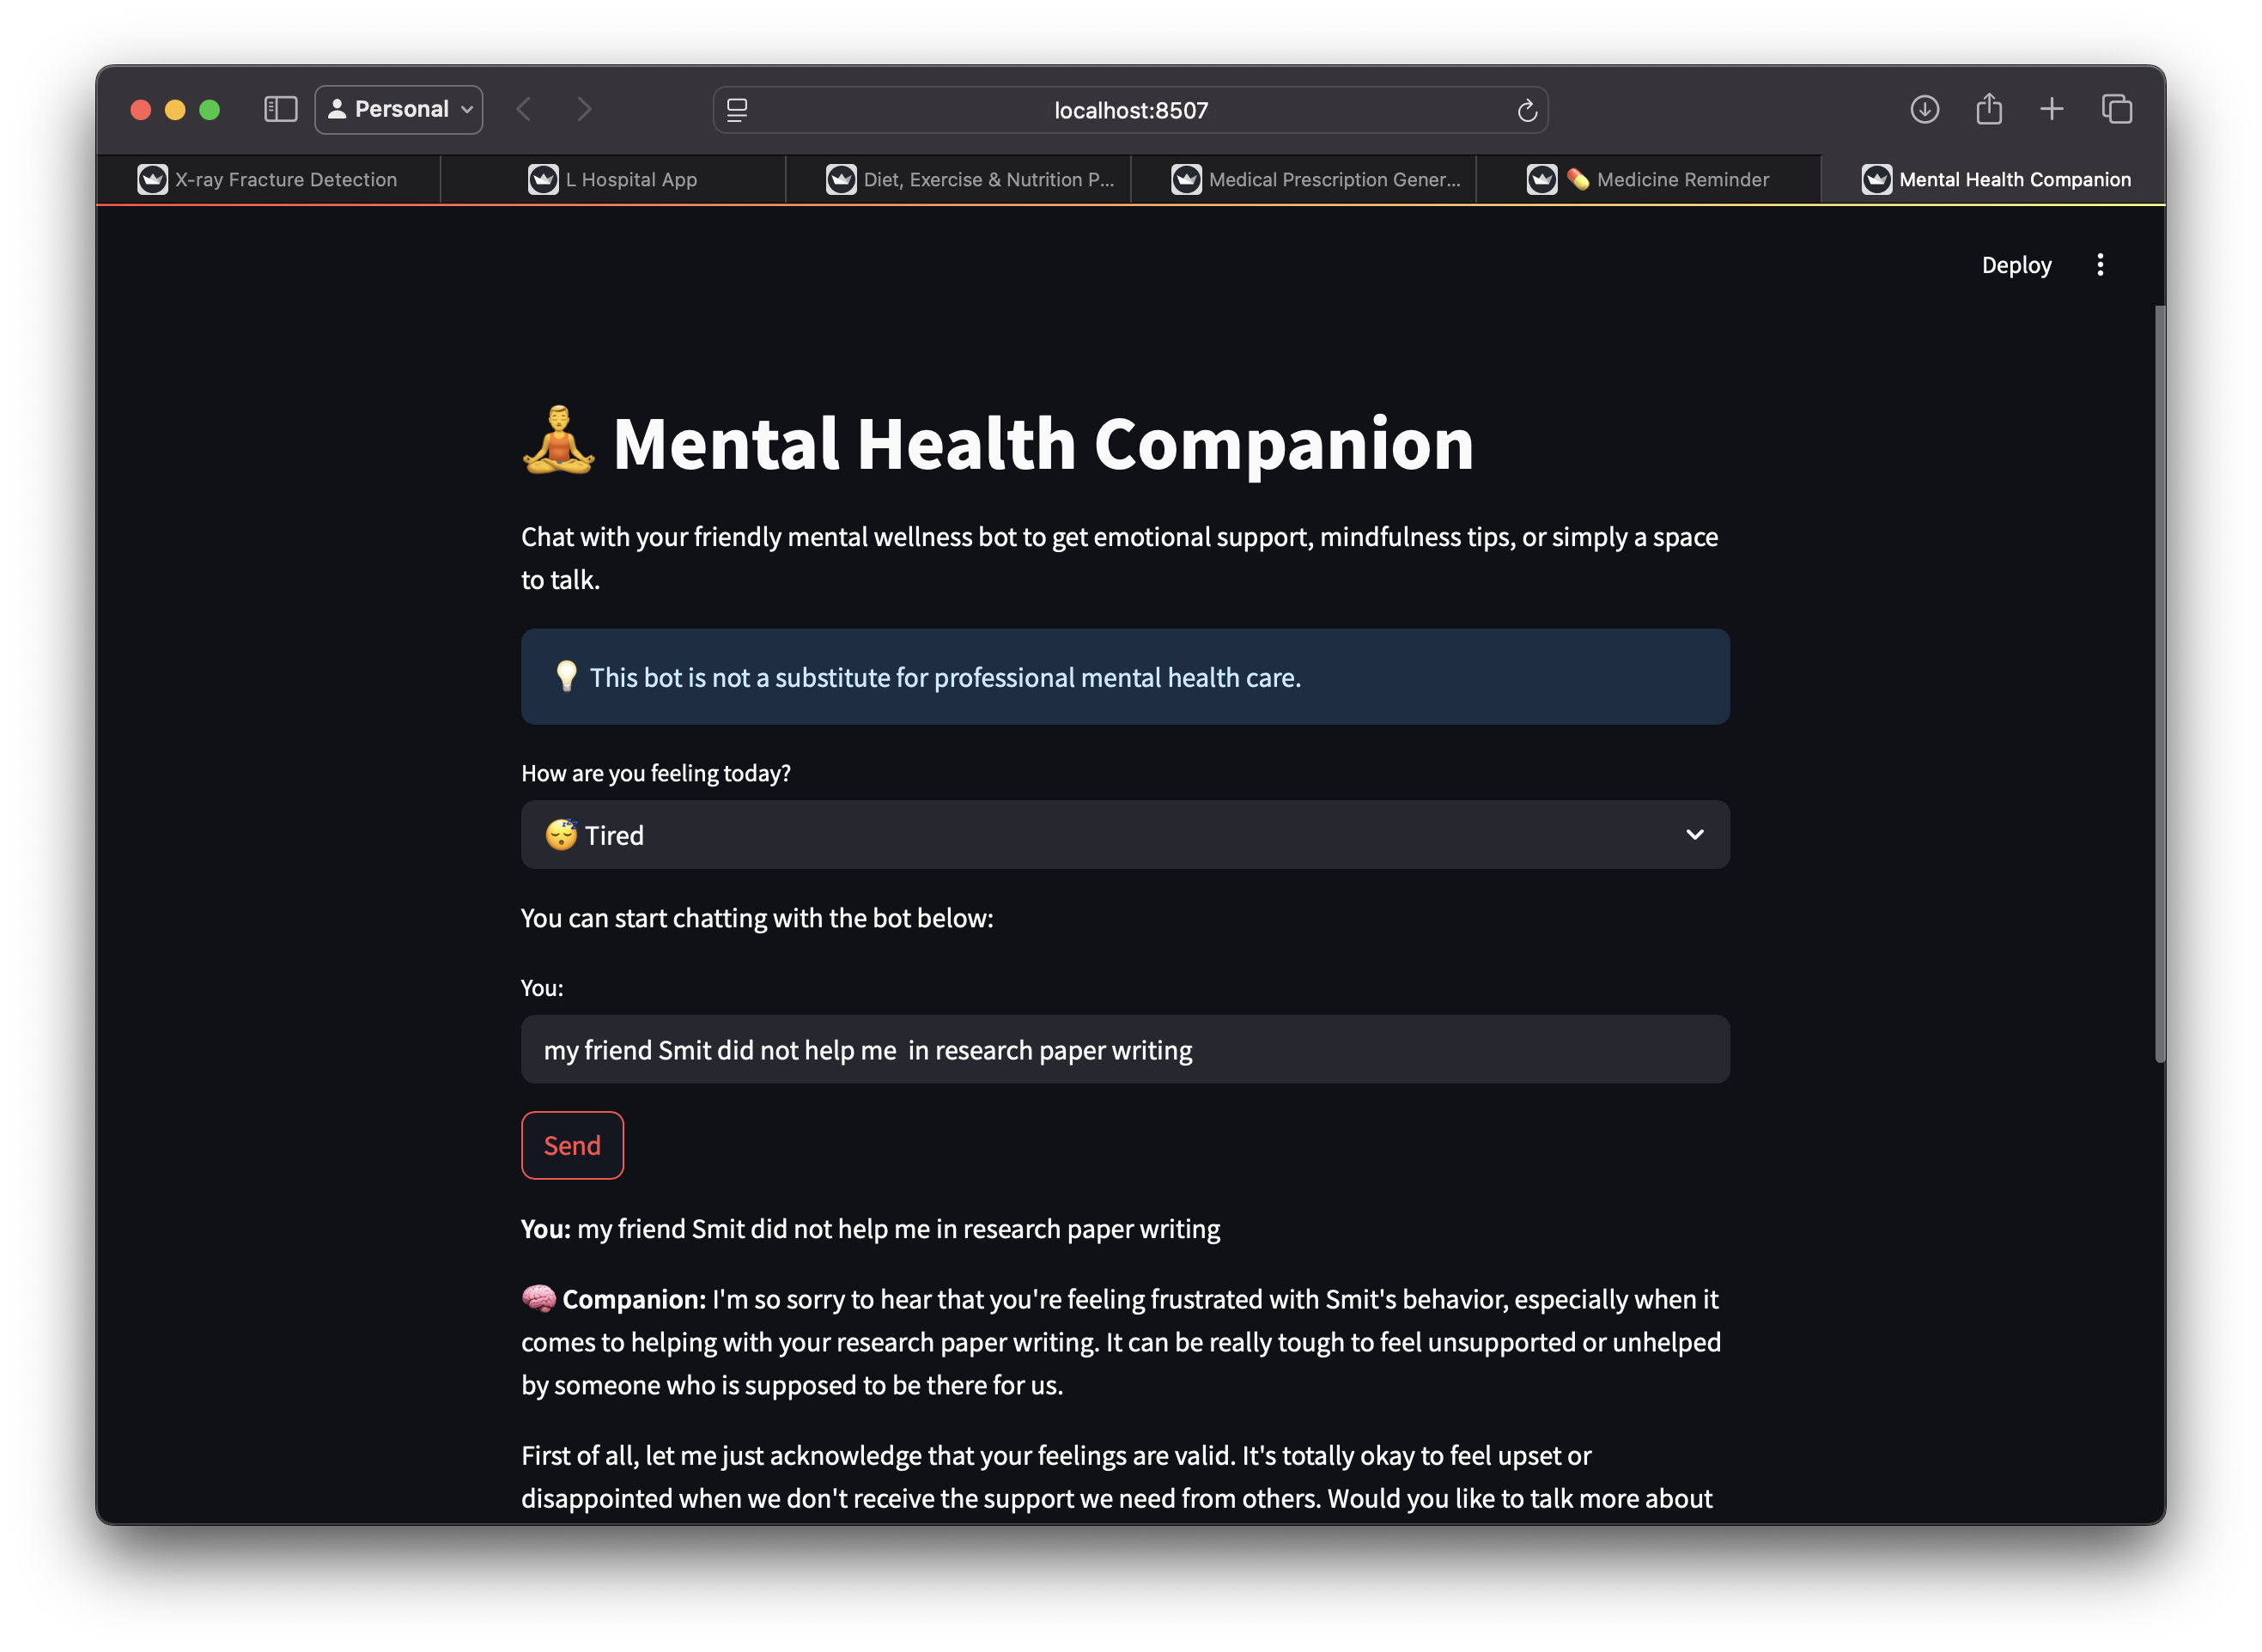 Personal
localhost:8507
X-ray Fracture Detection
L Hospital App
Diet, Exercise & Nutrition P...
Medical Prescription Gener...
💊 Medicine Reminder
Mental Health Companion
Deploy
🧘 Mental Health Companion
Chat with your friendly mental wellness bot to get emotional support, mindfulness tips, or simply a space
to talk.
💡 This bot is not a substitute for professional mental health care.
How are you feeling today?
😴 Tired
You can start chatting with the bot below:
You:
my friend Smit did not help me  in research paper writing
Send
You: my friend Smit did not help me in research paper writing
🧠 Companion: I'm so sorry to hear that you're feeling frustrated with Smit's behavior, especially when it
comes to helping with your research paper writing. It can be really tough to feel unsupported or unhelped
by someone who is supposed to be there for us.
First of all, let me just acknowledge that your feelings are valid. It's totally okay to feel upset or
disappointed when we don't receive the support we need from others. Would you like to talk more about